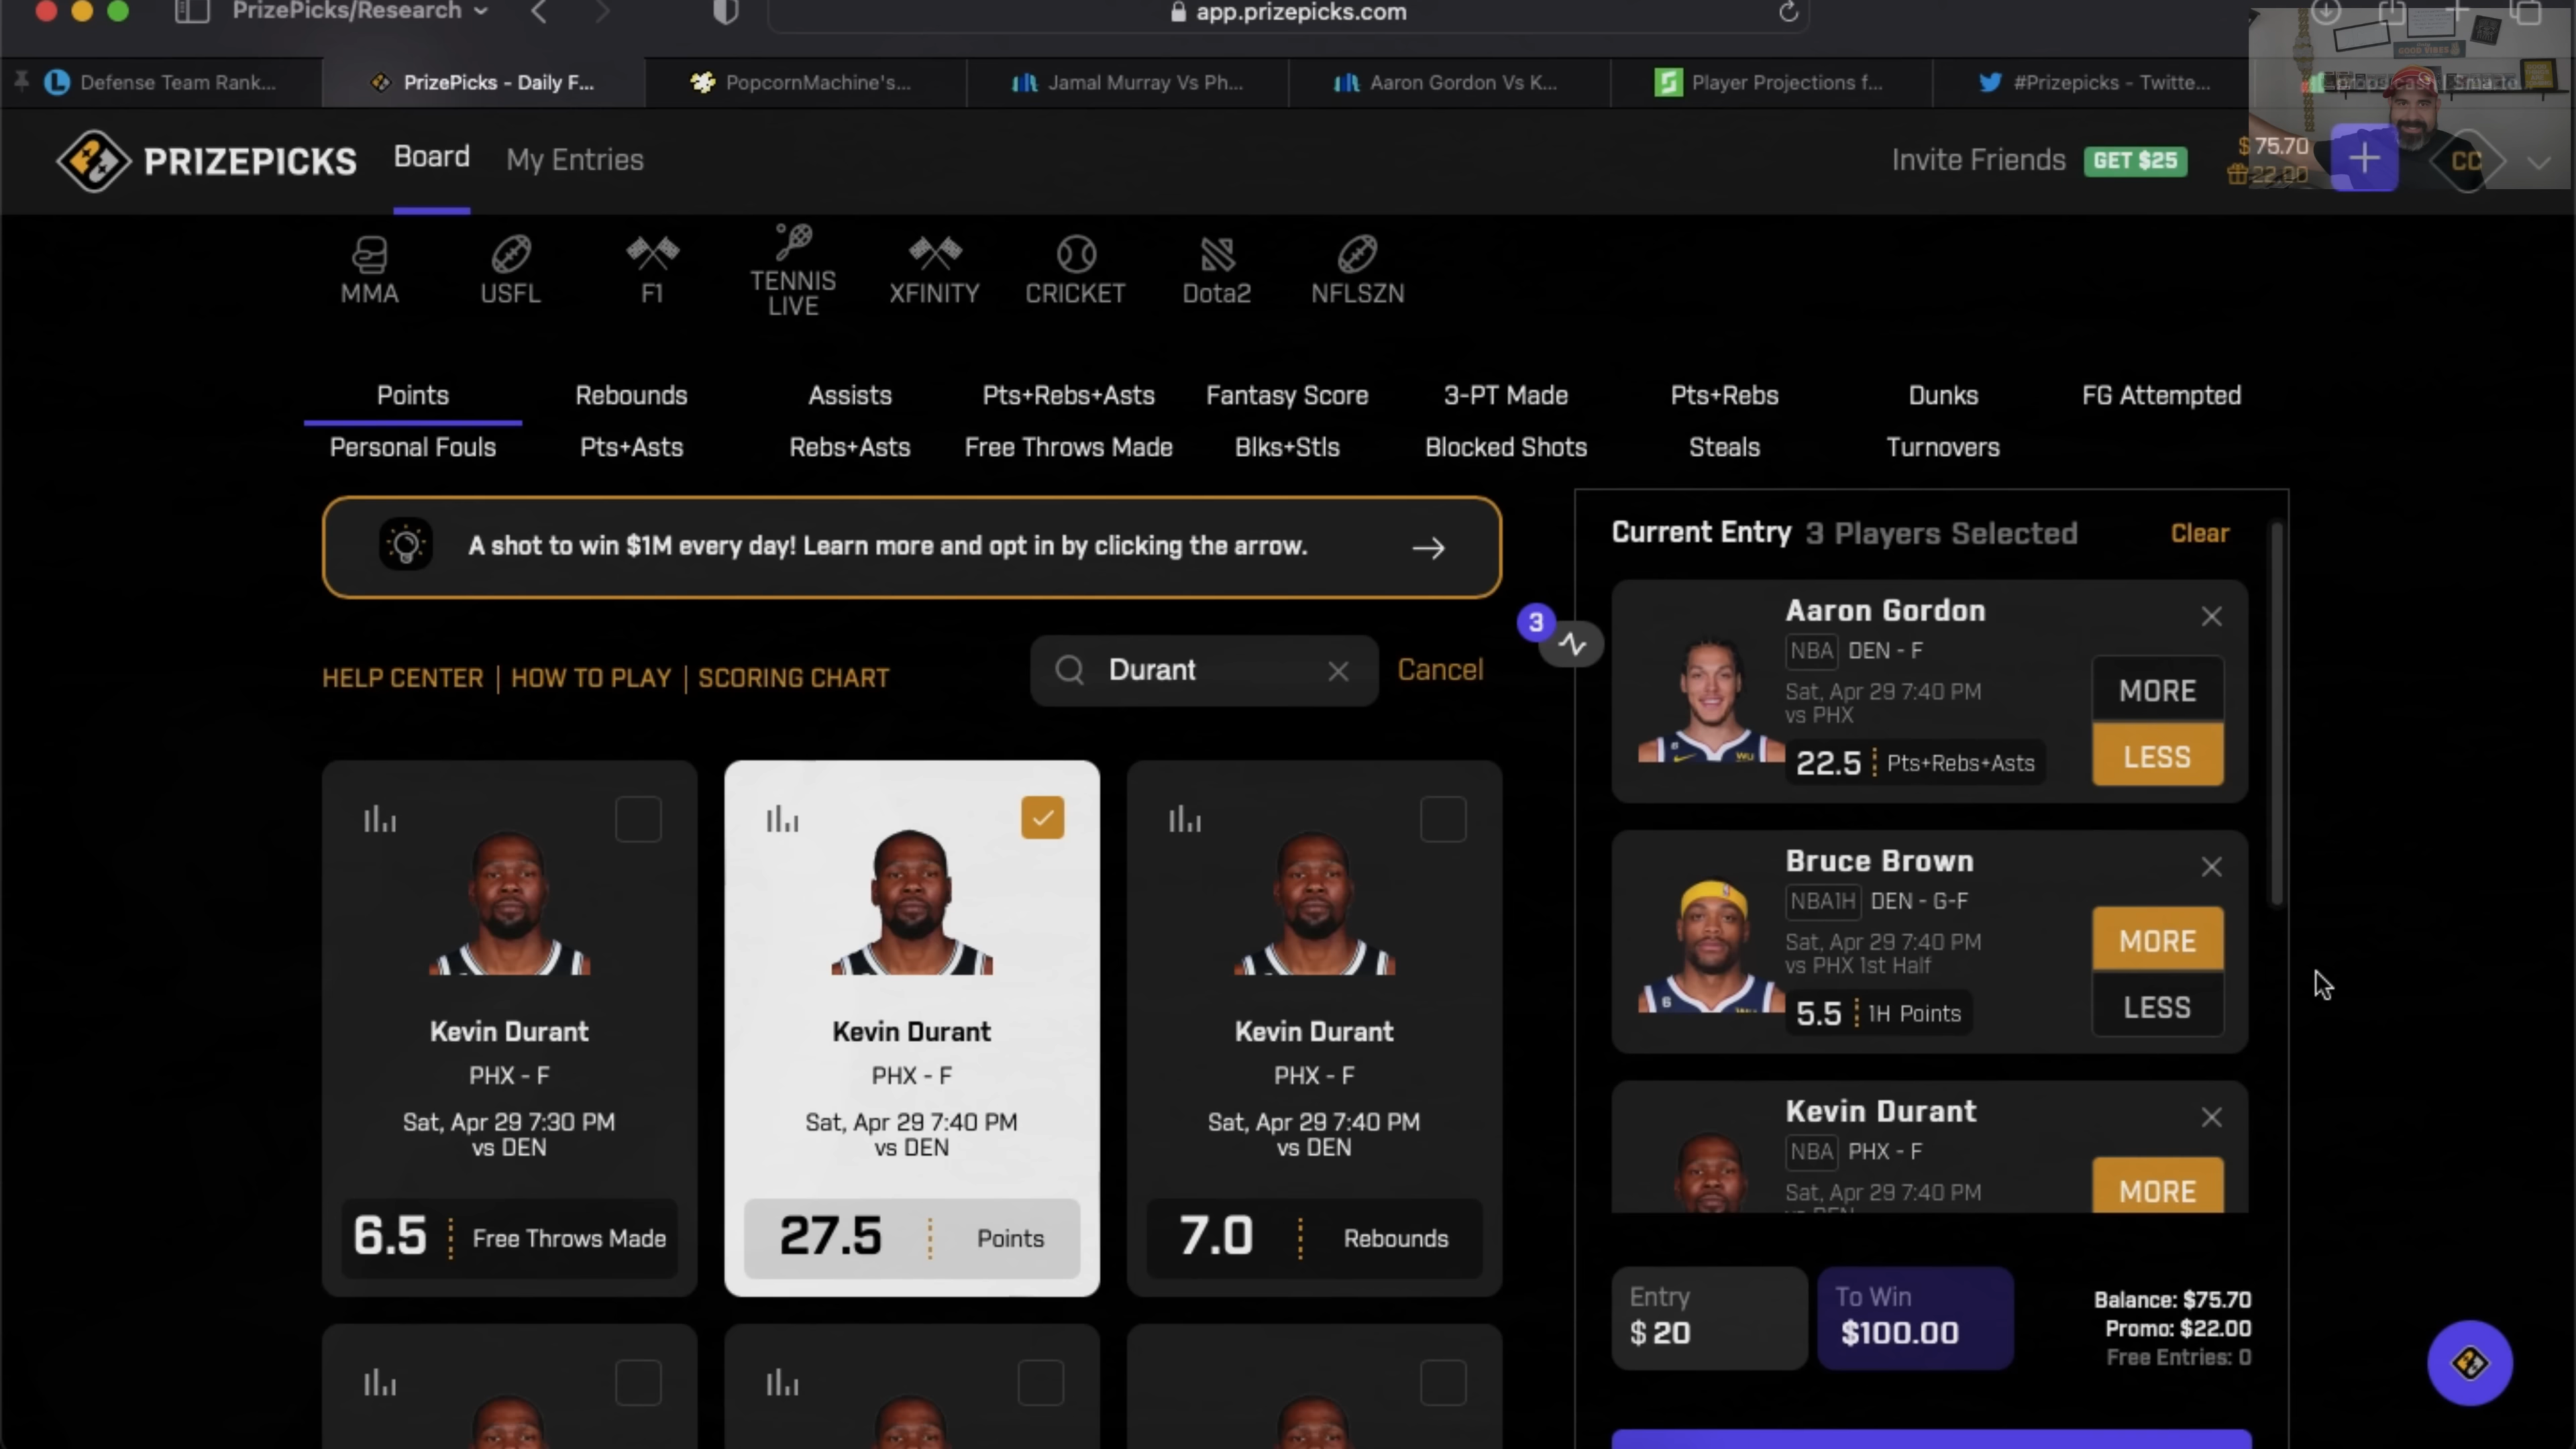 PrizePicks/Research
app.prizepicks.com
Defense Team Rank...
PrizePicks - Daily F...
PopcornMachine's...
Jamal Murray Vs Ph...
Aaron Gordon Vs K...
Player Projections f...
#Prizepicks - Twitte...
GOOD VIBES
PRIZEPICKS
Board
My Entries
Invite Friends
GET $25
$ 75.70
22.00
CC
MMA
USFL
F1
TENNIS
LIVE
XFINITY
CRICKET
Dota2
NFLSZN
Points
Rebounds
Assists
Pts+Rebs+Asts
Fantasy Score
3-PT Made
Pts+Rebs
Dunks
FG Attempted
Personal Fouls
Pts+Asts
Rebs+Asts
Free Throws Made
Blks+Stls
Blocked Shots
Steals
Turnovers
A shot to win $1M every day! Learn more and opt in by clicking the arrow.
HELP CENTER | HOW TO PLAY | SCORING CHART
Durant
Cancel
3
Kevin Durant
PHX - F
Sat, Apr 29 7:30 PM
vs DEN
6.5
Free Throws Made
Kevin Durant
PHX - F
Sat, Apr 29 7:40 PM
vs DEN
27.5
Points
Kevin Durant
PHX - F
Sat, Apr 29 7:40 PM
vs DEN
7.0
Rebounds
Current Entry 3 Players Selected
Clear
Aaron Gordon
NBA DEN - F
Sat, Apr 29 7:40 PM
vs PHX
22.5 Pts+Rebs+Asts
MORE
LESS
Bruce Brown
NBA1H DEN - G-F
Sat, Apr 29 7:40 PM
vs PHX 1st Half
5.5 1H Points
MORE
LESS
Kevin Durant
NBA PHX - F
Sat, Apr 29 7:40 PM
vs DEN
MORE
Entry
$ 20
To Win
$100.00
Balance: $75.70
Promo: $22.00
Free Entries: 0